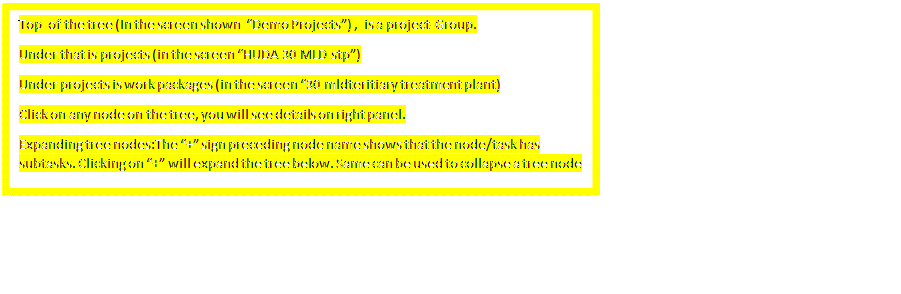 Top of the tree (In the screen shown "Demo Projects") , is a project Group.
Under that is projects (in the screen "HUDA 30 MLD stp")
Under projects is work packages (in the screen "30 mldteritiary treatment plant)
Click on any node on the tree, you will see details on right panel.
Expanding tree nodes:The "+" sign preceding node name shows that the node/task has
subtasks. Clicking on "+" will expand the tree below. Same can be used to collapse a tree node